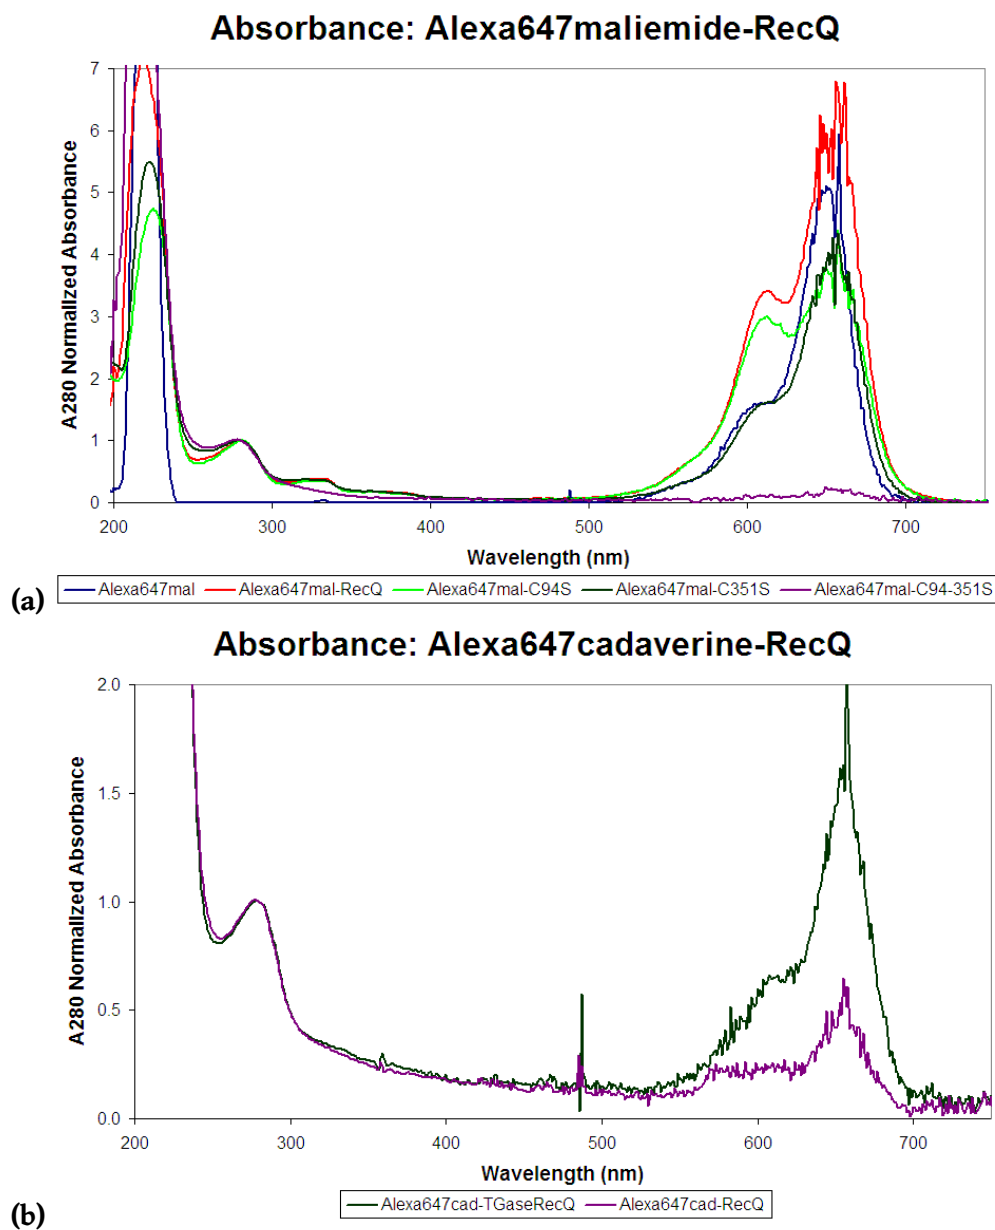 Absorbance: Alexa647maliemide-RecQ
7
6
5
4
3
2
1
0
A280 Normalized Absorbance
200 300 400 500 600 700
Wavelength (nm)
(a)
Alexa647mal Alexa647mal-RecQ Alexa647mal-C94S Alexa647mal-C351S Alexa647mal-C94-351S
Absorbance: Alexa647cadaverine-RecQ
2.0
1.5
1.0
0.5
0.0
A280 Normalized Absorbance
200 300 400 500 600 700
Wavelength (nm)
Alexa647cad-TGaseRecQ Alexa647cad-RecQ
(b)